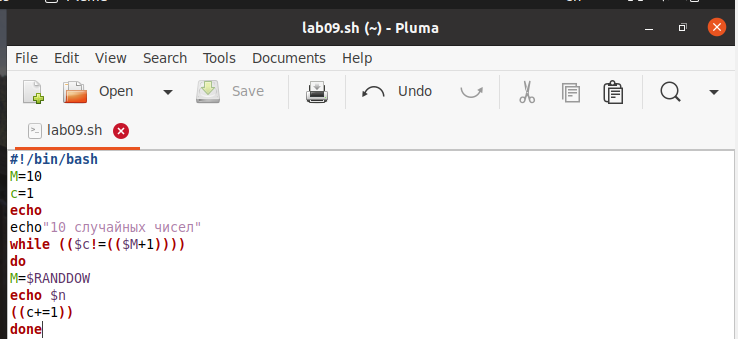 lab09.sh (~) - Pluma
File Edit View Search Tools Documents Help
Open Save Undo
lab09.sh
#!/bin/bash
M=10
c=1
echo
echo"10 случайных чисел"
while (($c!=(($M+1))))
do
M=$RANDDOW
echo $n
((c+=1))
done